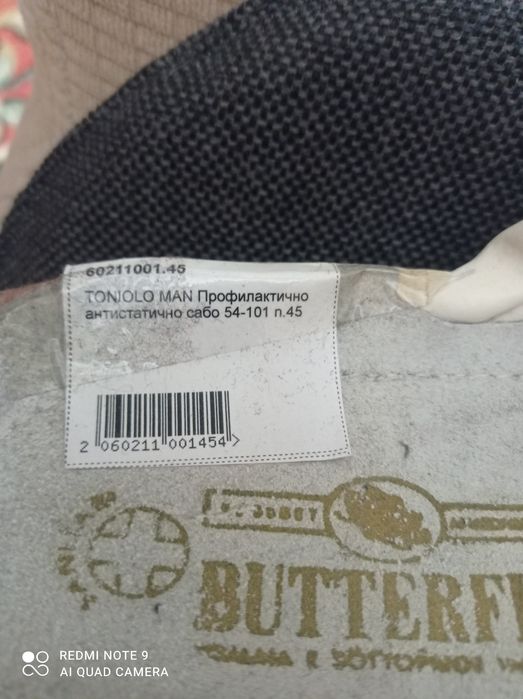 60211001.45
TONIOLO MAN Профилактично
антистатично сабо 54-101 n.45
2 060211 001454>
BUTTERF
REDMI NOTE 9
AI QUAD CAMERA